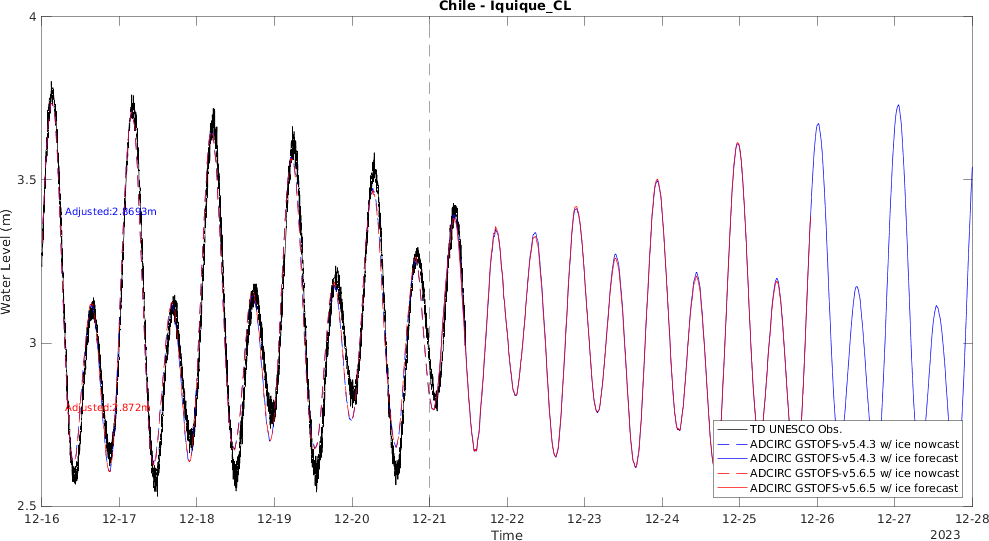 Chile - Iquique_CL
4
3.5
3
2.5
Water Level (m)
Adjusted:2.8693m
Adjusted:2.872m
TD UNESCO Obs.
ADCIRC GSTOFS-v5.4.3 w/ ice nowcast
ADCIRC GSTOFS-v5.4.3 w/ ice forecast
ADCIRC GSTOFS-v5.6.5 w/ ice nowcast
ADCIRC GSTOFS-v5.6.5 w/ ice forecast
12-16 12-17 12-18 12-19 12-20 12-21 12-22 12-23 12-24 12-25 12-26 12-27 12-28
Time
2023